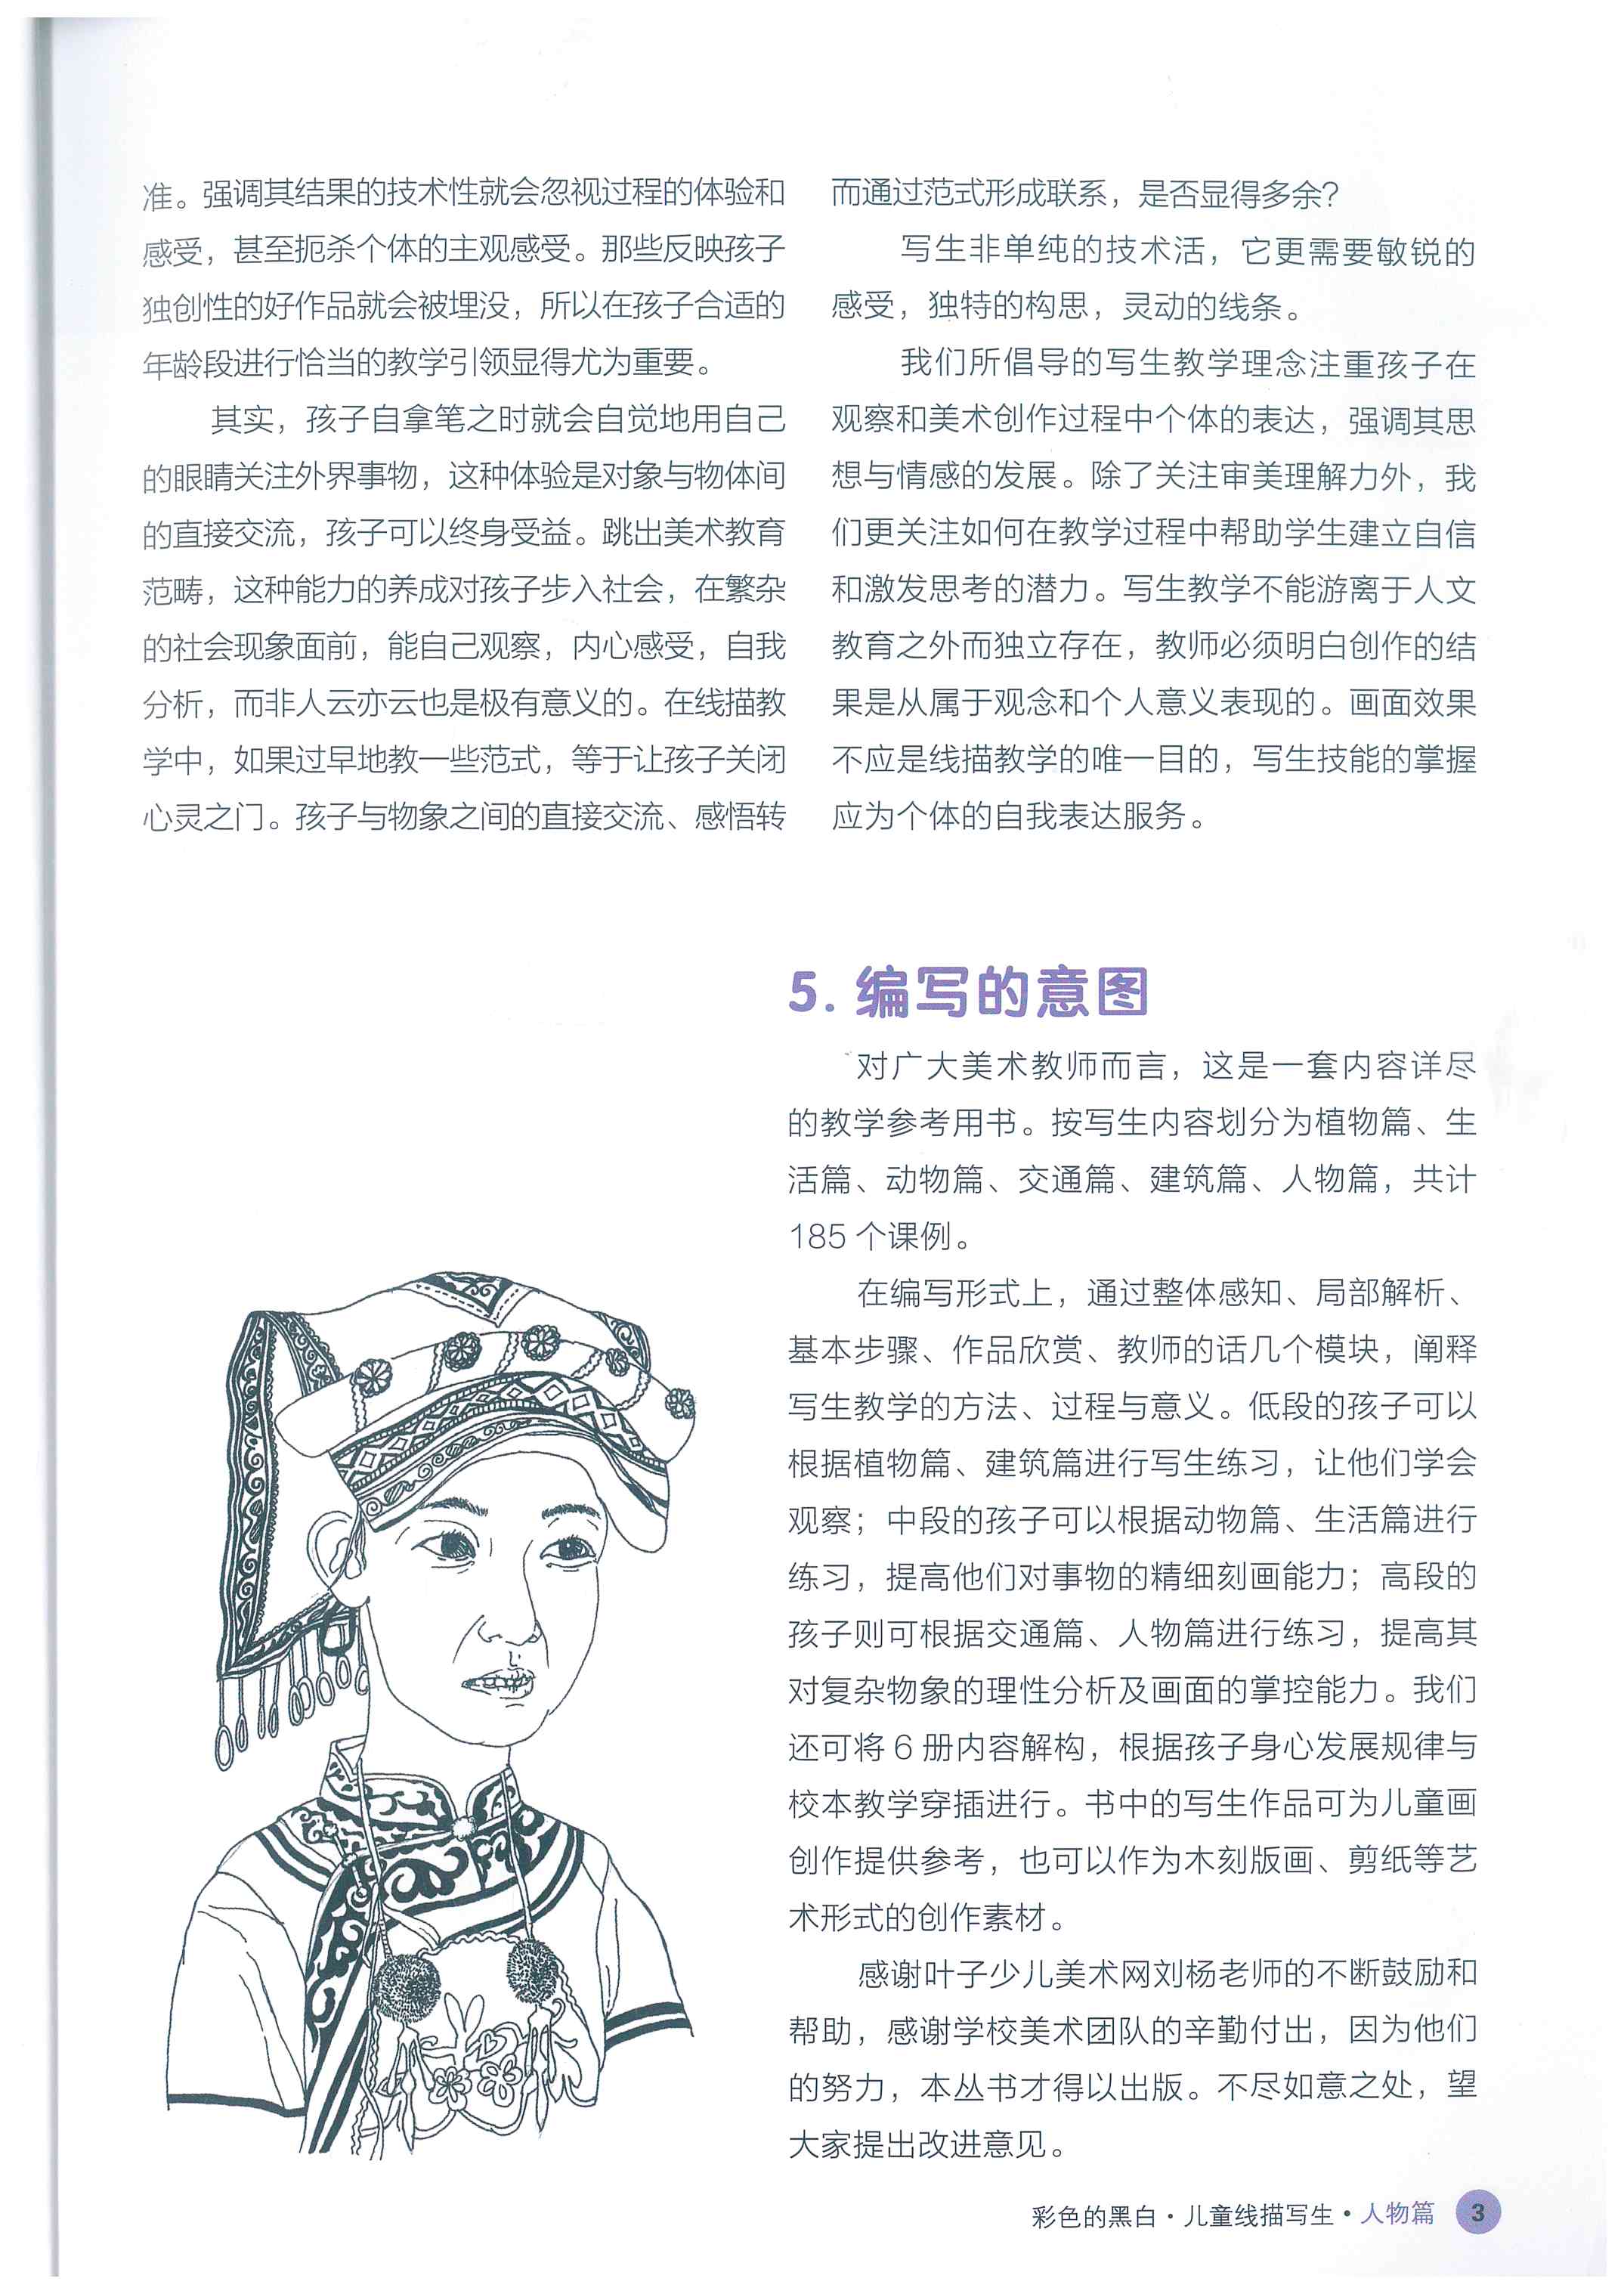 准。强调其结果的技术性就会忽视过程的体验和
感受，甚至扼杀个体的主观感受。那些反映孩子
独创性的好作品就会被埋没，所以在孩子合适的
年龄段进行恰当的教学引领显得尤为重要。
其实，孩子自拿笔之时就会自觉地用自己
的眼睛关注外界事物，这种体验是对象与物体间
的直接交流，孩子可以终身受益。跳出美术教育
范畴，这种能力的养成对孩子步入社会，在繁杂
的社会现象面前，能自己观察，内心感受，自我
分析，而非人云亦云也是极有意义的。在线描教
学中，如果过早地教一些范式，等于让孩子关闭
心灵之门。孩子与物象之间的直接交流、感悟转
而通过范式形成联系，是否显得多余？
写生非单纯的技术活，它更需要敏锐的
感受，独特的构思，灵动的线条。
我们所倡导的写生教学理念注重孩子在
观察和美术创作过程中个体的表达，强调其思
想与情感的发展。除了关注审美理解力外，我
们更关注如何在教学过程中帮助学生建立自信
和激发思考的潜力。写生教学不能游离于人文
教育之外而独立存在，教师必须明白创作的结
果是从属于观念和个人意义表现的。画面效果
不应是线描教学的唯一目的，写生技能的掌握
应为个体的自我表达服务。
5. 编写的意图
对广大美术教师而言，这是一套内容详尽
的教学参考用书。按写生内容划分为植物篇、生
活篇、动物篇、交通篇、建筑篇、人物篇，共计
185 个课例。
在编写形式上，通过整体感知、局部解析、
基本步骤、作品欣赏、教师的话几个模块，阐释
写生教学的方法、过程与意义。低段的孩子可以
根据植物篇、建筑篇进行写生练习，让他们学会
观察；中段的孩子可以根据动物篇、生活篇进行
练习，提高他们对事物的精细刻画能力；高段的
孩子则可根据交通篇、人物篇进行练习，提高其
对复杂物象的理性分析及画面的掌控能力。我们
还可将 6 册内容解构，根据孩子身心发展规律与
校本教学穿插进行。书中的写生作品可为儿童画
创作提供参考，也可以作为木刻版画、剪纸等艺
术形式的创作素材。
感谢叶子少儿美术网刘杨老师的不断鼓励和
帮助，感谢学校美术团队的辛勤付出，因为他们
的努力，本丛书才得以出版。不尽如意之处，望
大家提出改进意见。
彩色的黑白·儿童线描写生·人物篇 3